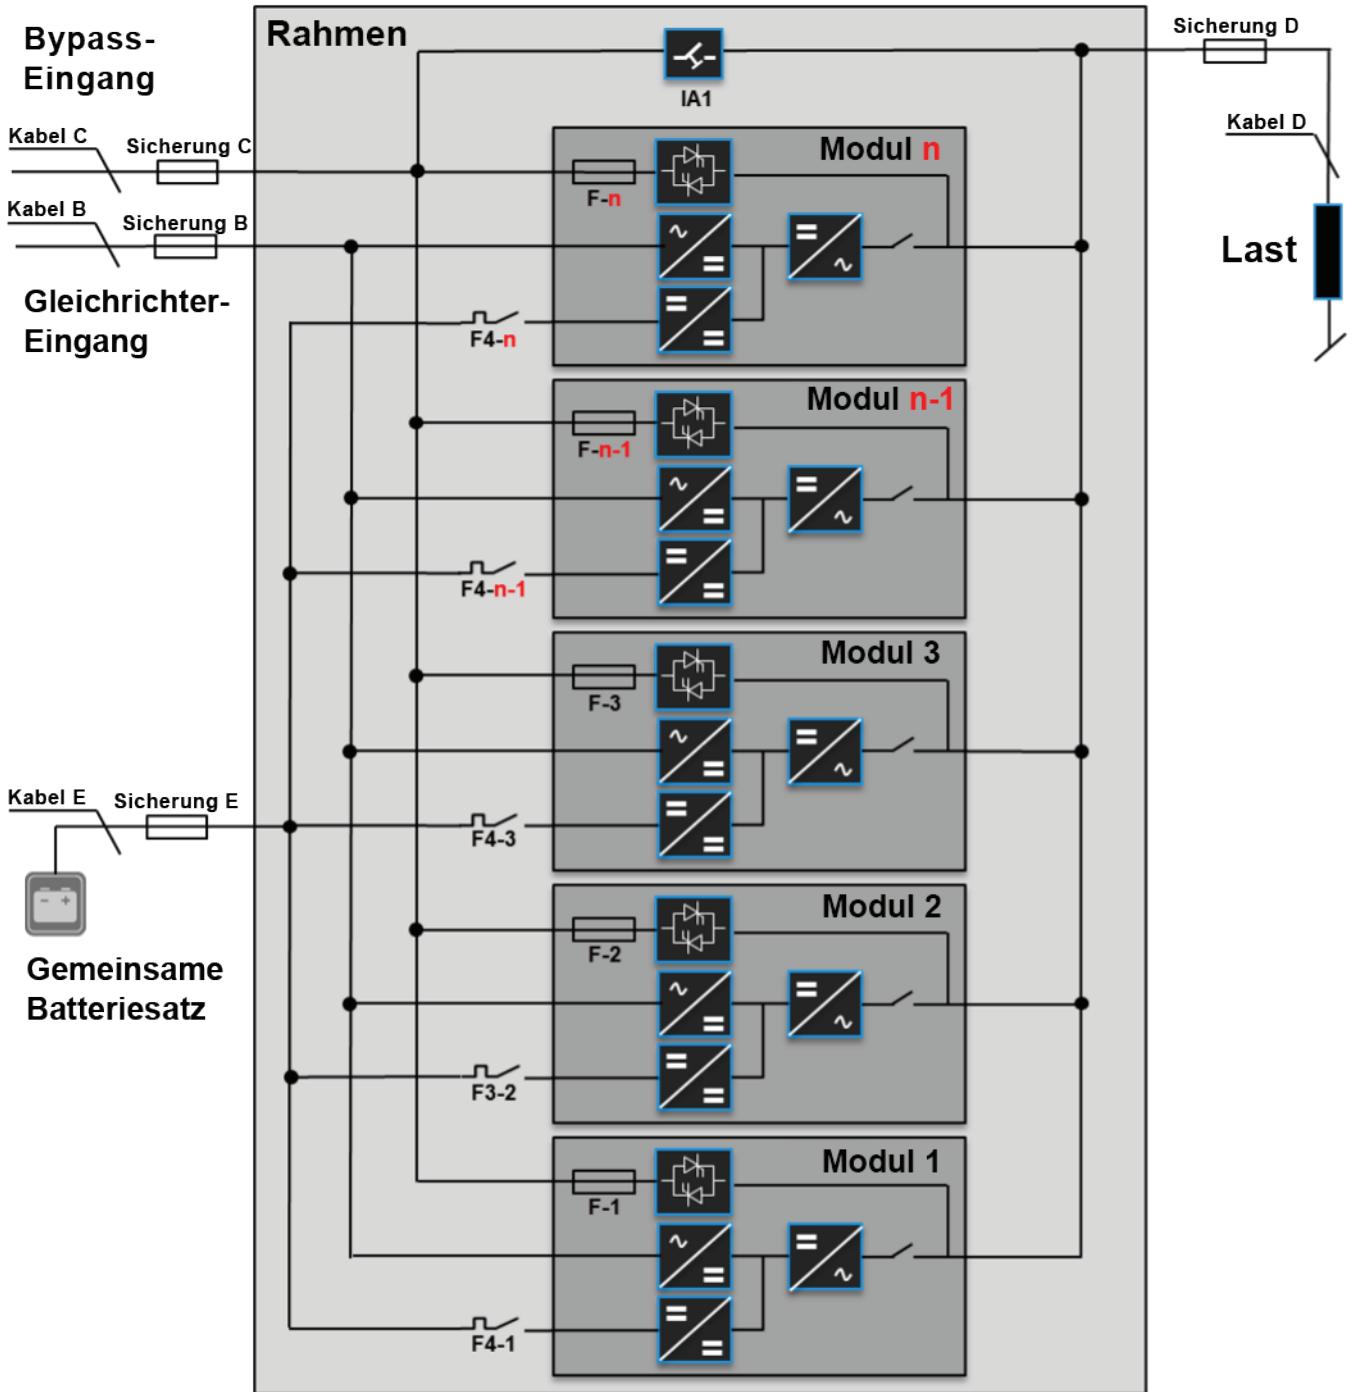 Rahmen
Bypass-
Eingang
Sicherung D
IA1
Kabel C
Sicherung C
Kabel D
Modul n
F-n
Kabel B
Sicherung B
Last
Gleichrichter-
Eingang
F4-n
Modul n-1
F-n-1
F4-n-1
Modul 3
F-3
Kabel E
Sicherung E
F4-3
- +
Gemeinsame
Batteriesatz
Modul 2
F-2
F3-2
Modul 1
F-1
F4-1